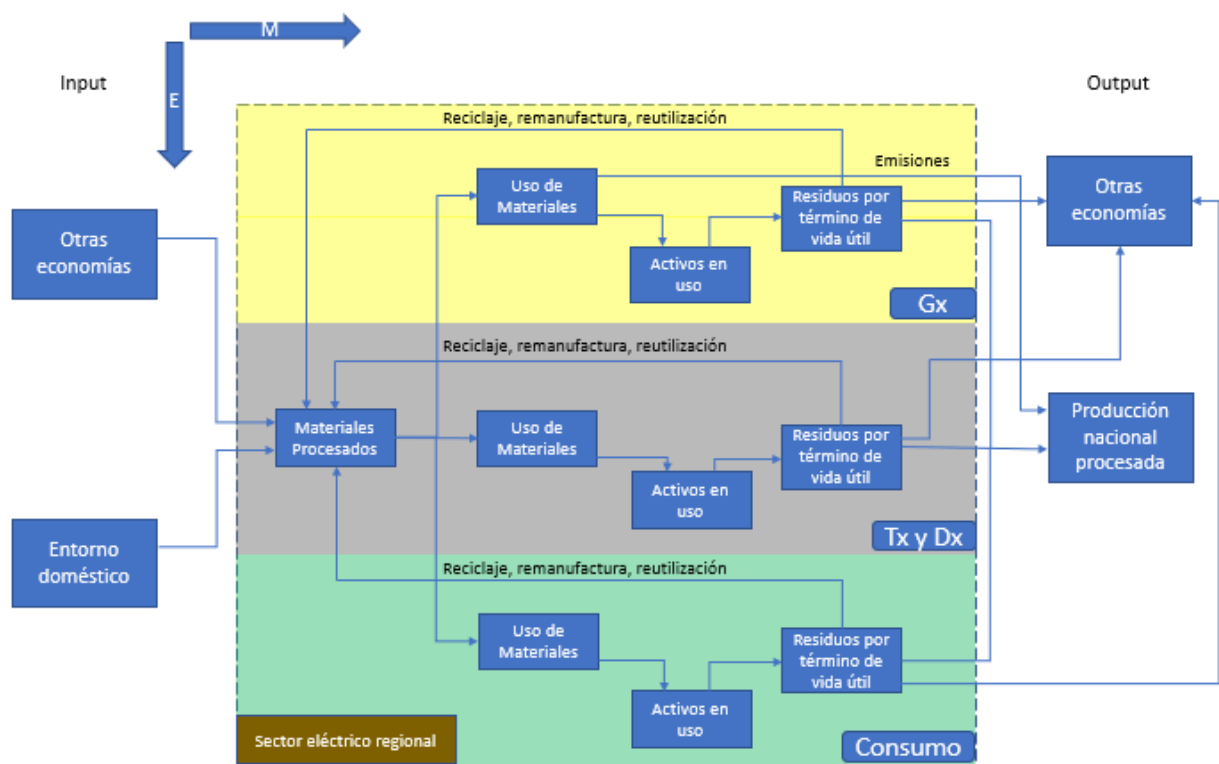 M
Input
E
Output
Reciclaje, remanufactura, reutilización
Emisiones
Uso de
Materiales
Residuos por
término de
vida útil
Otras
economías
Otras
economías
Activos en
uso
Gx
Reciclaje, remanufactura, reutilización
Materiales
Procesados
Uso de
Materiales
Residuos por
término de
vida útil
Producción
nacional
procesada
Activos en
uso
Tx y Dx
Entorno
doméstico
Reciclaje, remanufactura, reutilización
Uso de
Materiales
Residuos por
término de
vida útil
Activos en
uso
Sector eléctrico regional
Consumo